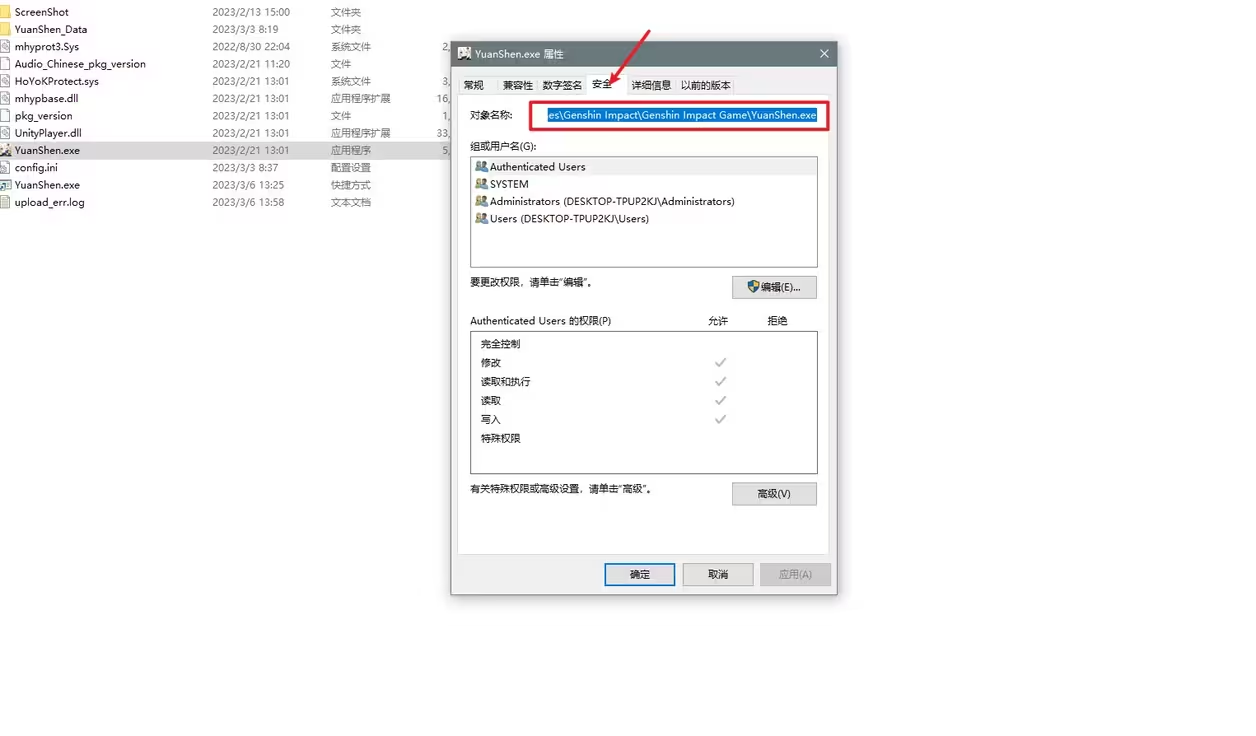 ScreenShot 2023/2/13 15:00 文件夹
YuanShen_Data 2023/3/3 8:19 文件夹
mhyprot3.Sys 2022/8/30 22:04 系统文件 2,
Audio_Chinese_pkg_version 2023/2/21 11:20 文件
HoYoKProtect.sys 2023/2/21 13:01 系统文件 3,
mhypbase.dll 2023/2/21 13:01 应用程序扩展 16,
pkg_version 2023/2/21 13:01 文件 1,
UnityPlayer.dll 2023/2/21 13:01 应用程序扩展 33,
YuanShen.exe 2023/2/21 13:01 应用程序 5,
config.ini 2023/3/3 8:37 配置设置
YuanShen.exe 2023/3/6 13:25 快捷方式
upload_err.log 2023/3/6 13:58 文本文档
YuanShen.exe 属性
常规 兼容性 数字签名 安全 详细信息 以前的版本
对象名称: es\Genshin Impact\Genshin Impact Game\YuanShen.exe
组或用户名(G):
Authenticated Users
SYSTEM
Administrators (DESKTOP-TPUP2KJ\Administrators)
Users (DESKTOP-TPUP2KJ\Users)
要更改权限，请单击“编辑”。
编辑(E)...
Authenticated Users 的权限(P) 允许 拒绝
完全控制
修改
读取和执行
读取
写入
特殊权限
有关特殊权限或高级设置，请单击“高级”。
高级(V)
确定 取消 应用(A)